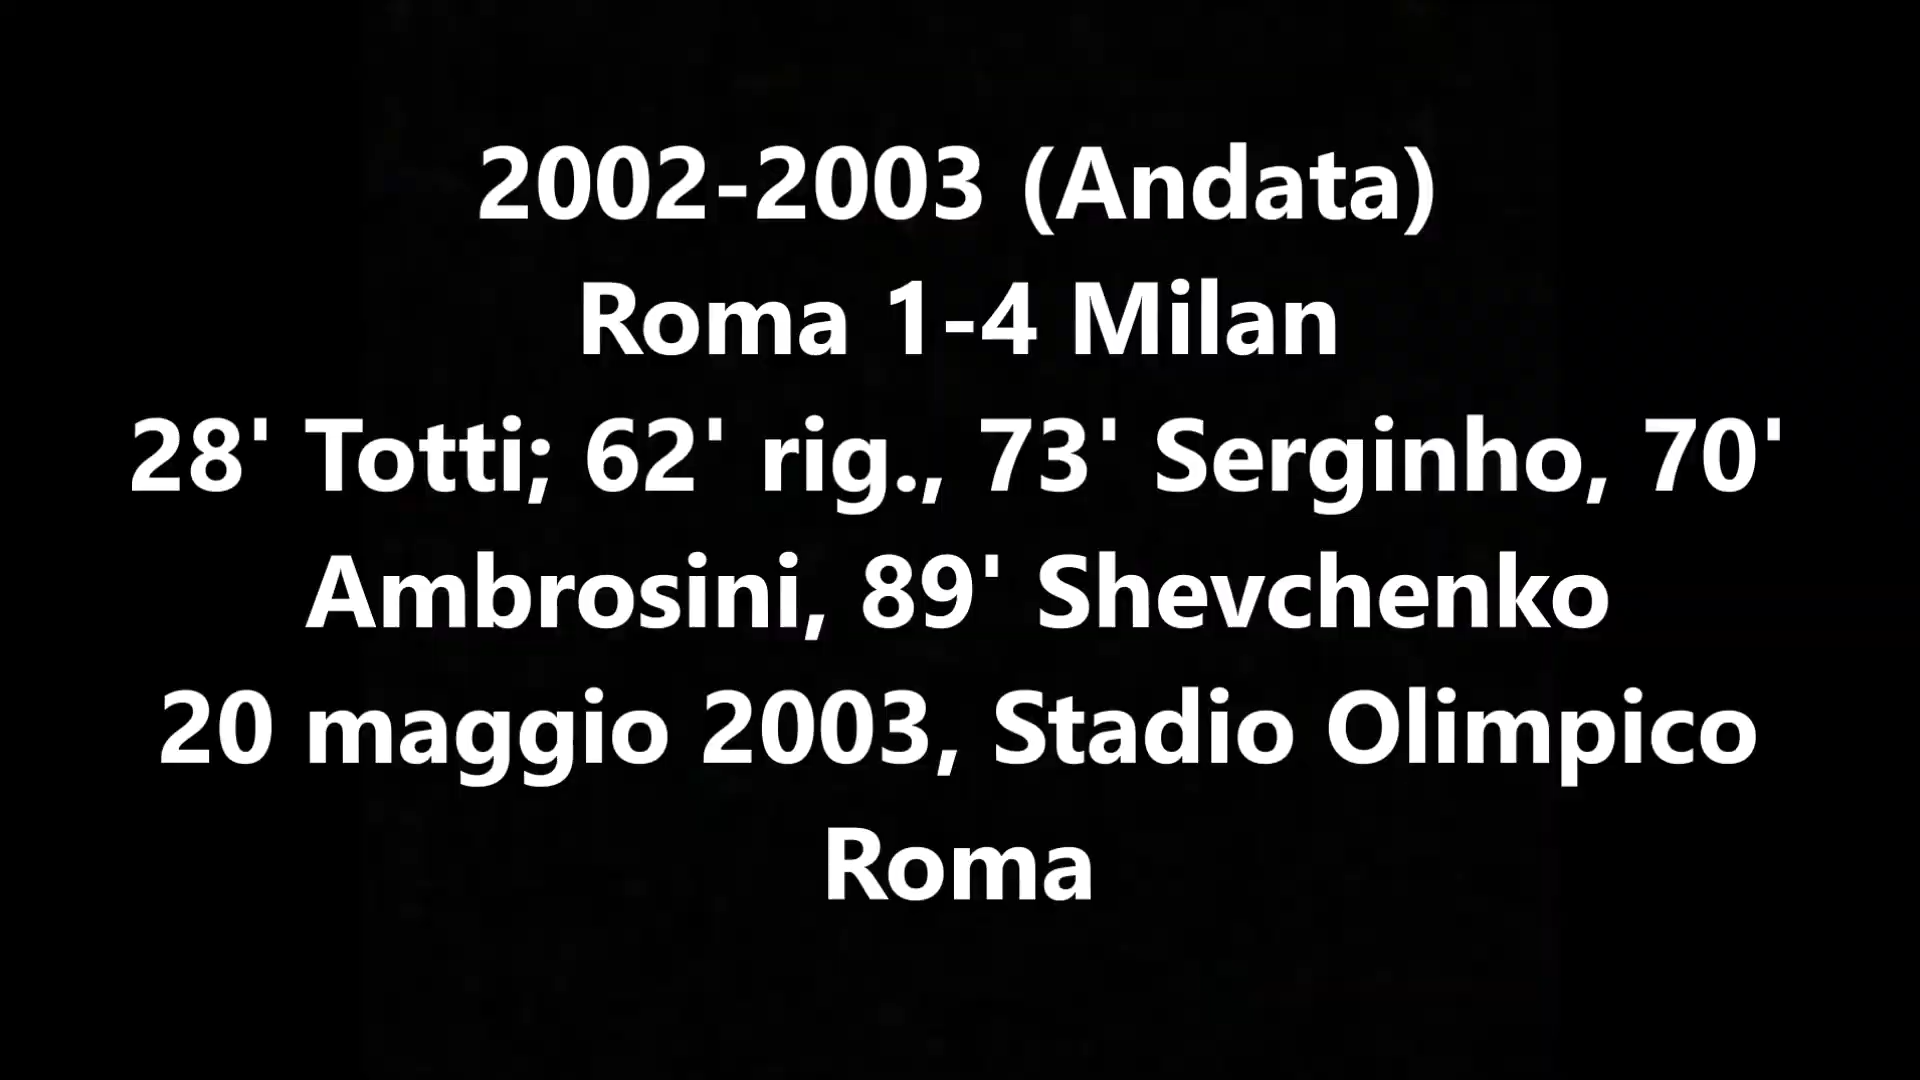 2002-2003 (Andata)
Roma 1-4 Milan
28' Totti; 62' rig., 73' Serginho, 70'
Ambrosini, 89' Shevchenko
20 maggio 2003, Stadio Olimpico
Roma